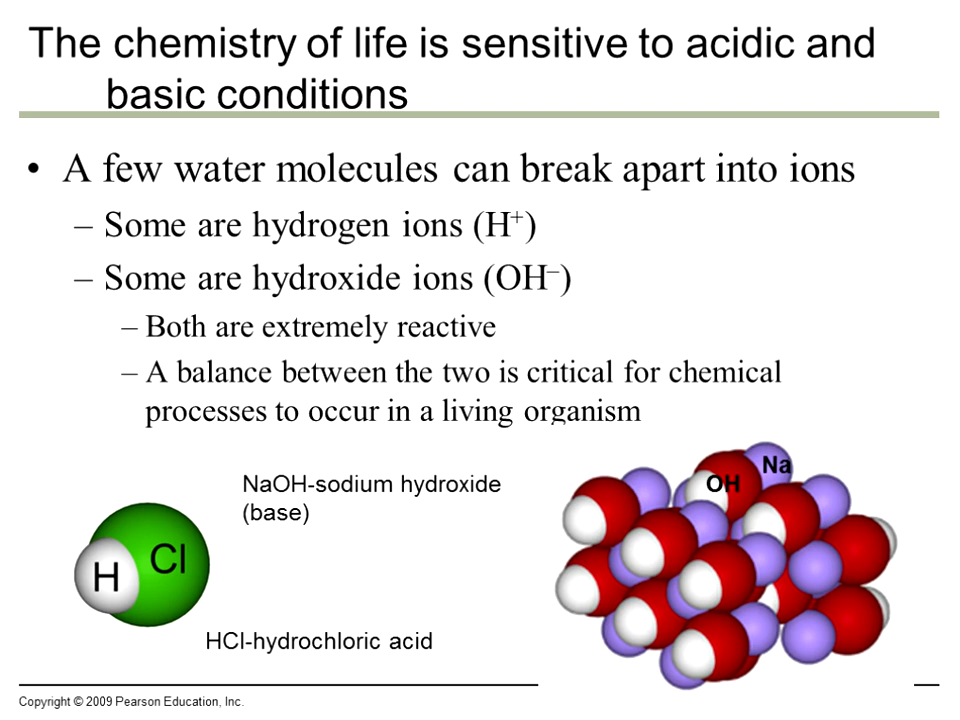 The chemistry of life is sensitive to acidic and
basic conditions
• A few water molecules can break apart into ions
– Some are hydrogen ions (H⁺)
– Some are hydroxide ions (OH⁻)
– Both are extremely reactive
– A balance between the two is critical for chemical
processes to occur in a living organism
NaOH-sodium hydroxide
(base)
H Cl
HCl-hydrochloric acid
Na
OH
Copyright © 2009 Pearson Education, Inc.